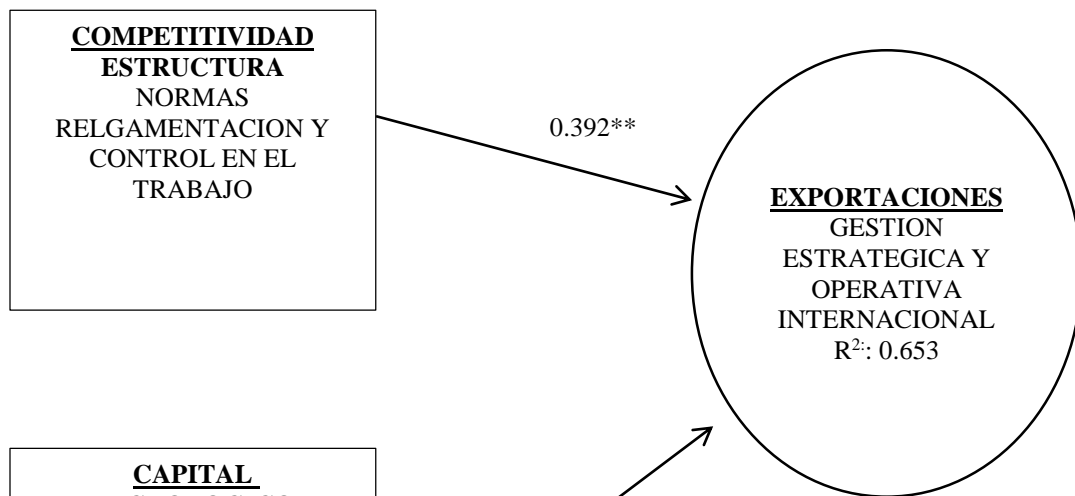 COMPETITIVIDAD
ESTRUCTURA
NORMAS
RELGAMENTACION Y
CONTROL EN EL
TRABAJO
0.392**
EXPORTACIONES
GESTION
ESTRATEGICA Y
OPERATIVA
INTERNACIONAL
R²:: 0.653
CAPITAL